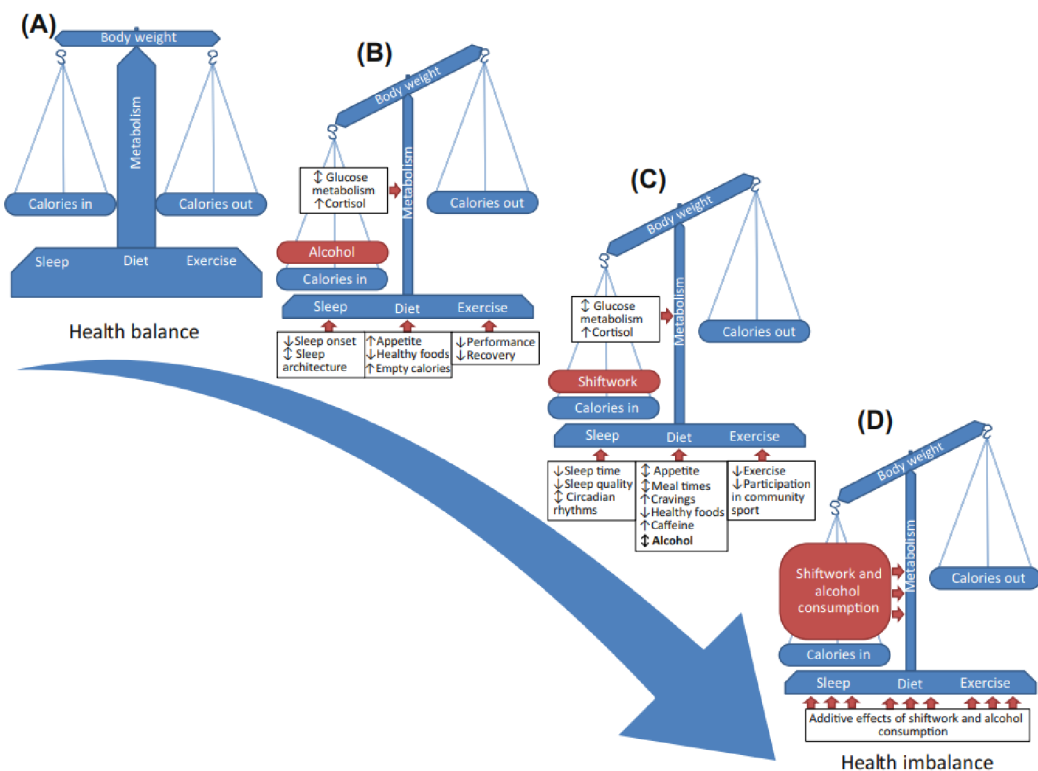 (A)
Body weight
Metabolism
Calories in
Calories out
Sleep Diet Exercise
Health balance
(B)
Body weight
Metabolism
↕ Glucose
metabolism
↑Cortisol
Alcohol
Calories in
Calories out
Sleep Diet Exercise
↓Sleep onset
↕ Sleep
architecture
↑Appetite
↓Healthy foods
↑Empty calories
↓Performance
↓Recovery
(C)
Body weight
Metabolism
↕ Glucose
metabolism
↑Cortisol
Shiftwork
Calories in
Calories out
Sleep Diet Exercise
↓Sleep time
↓Sleep quality
↕ Circadian
rhythms
↕ Appetite
↕Meal times
↑Cravings
↓Healthy foods
↑Caffeine
↕ Alcohol
↓Exercise
↓Participation
in community
sport
(D)
Body weight
Metabolism
Shiftwork and
alcohol
consumption
Calories in
Calories out
Sleep Diet Exercise
Additive effects of shiftwork and alcohol
consumption
Health imbalance